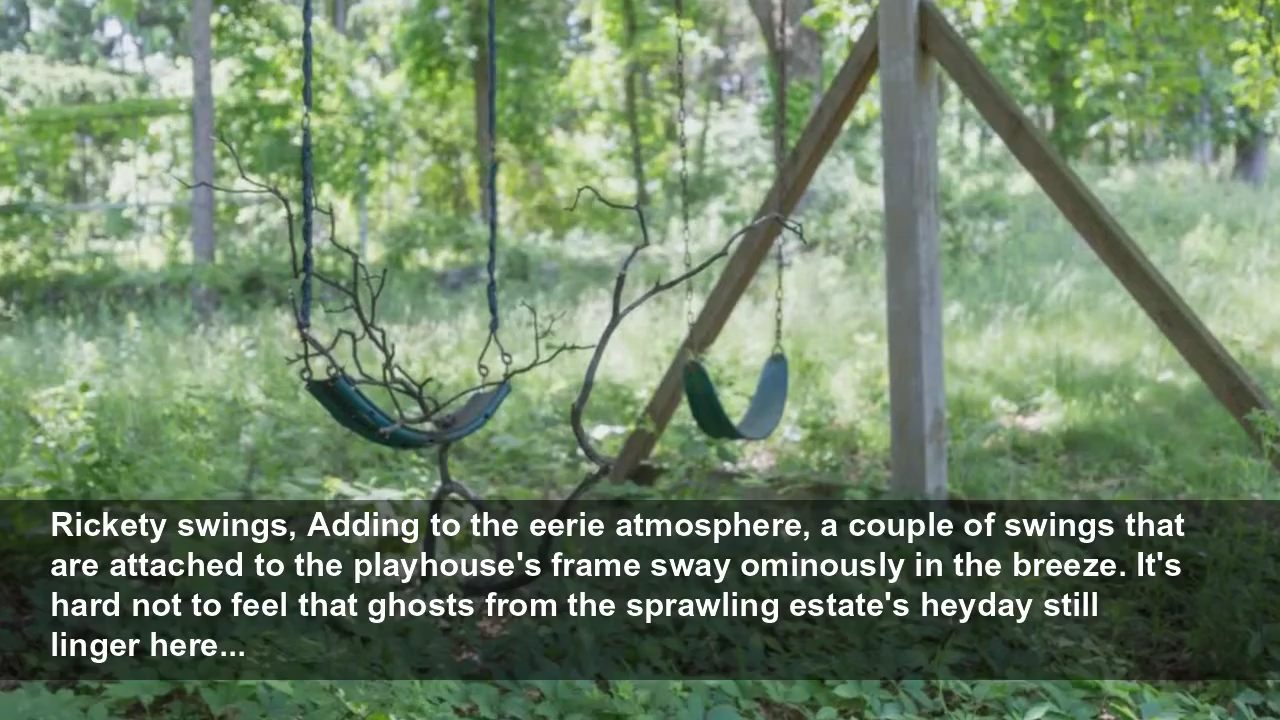 Rickety swings, Adding to the eerie atmosphere, a couple of swings that
are attached to the playhouse's frame sway ominously in the breeze. It's
hard not to feel that ghosts from the sprawling estate's heyday still
linger here...